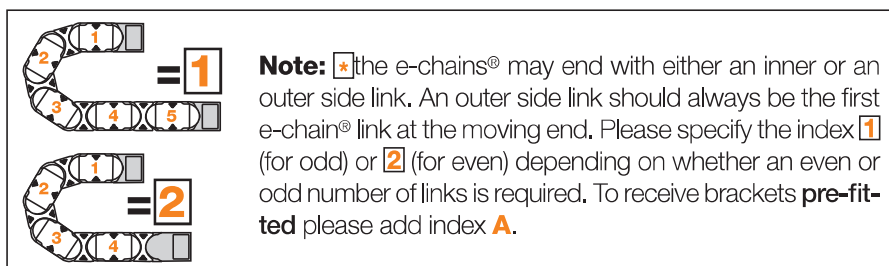 1
2
3
4
5
= 1
1
2
3
4
= 2
Note: * the e-chains® may end with either an inner or an
outer side link. An outer side link should always be the first
e-chain® link at the moving end. Please specify the index 1
(for odd) or 2 (for even) depending on whether an even or
odd number of links is required. To receive brackets pre-fit-
ted please add index A.